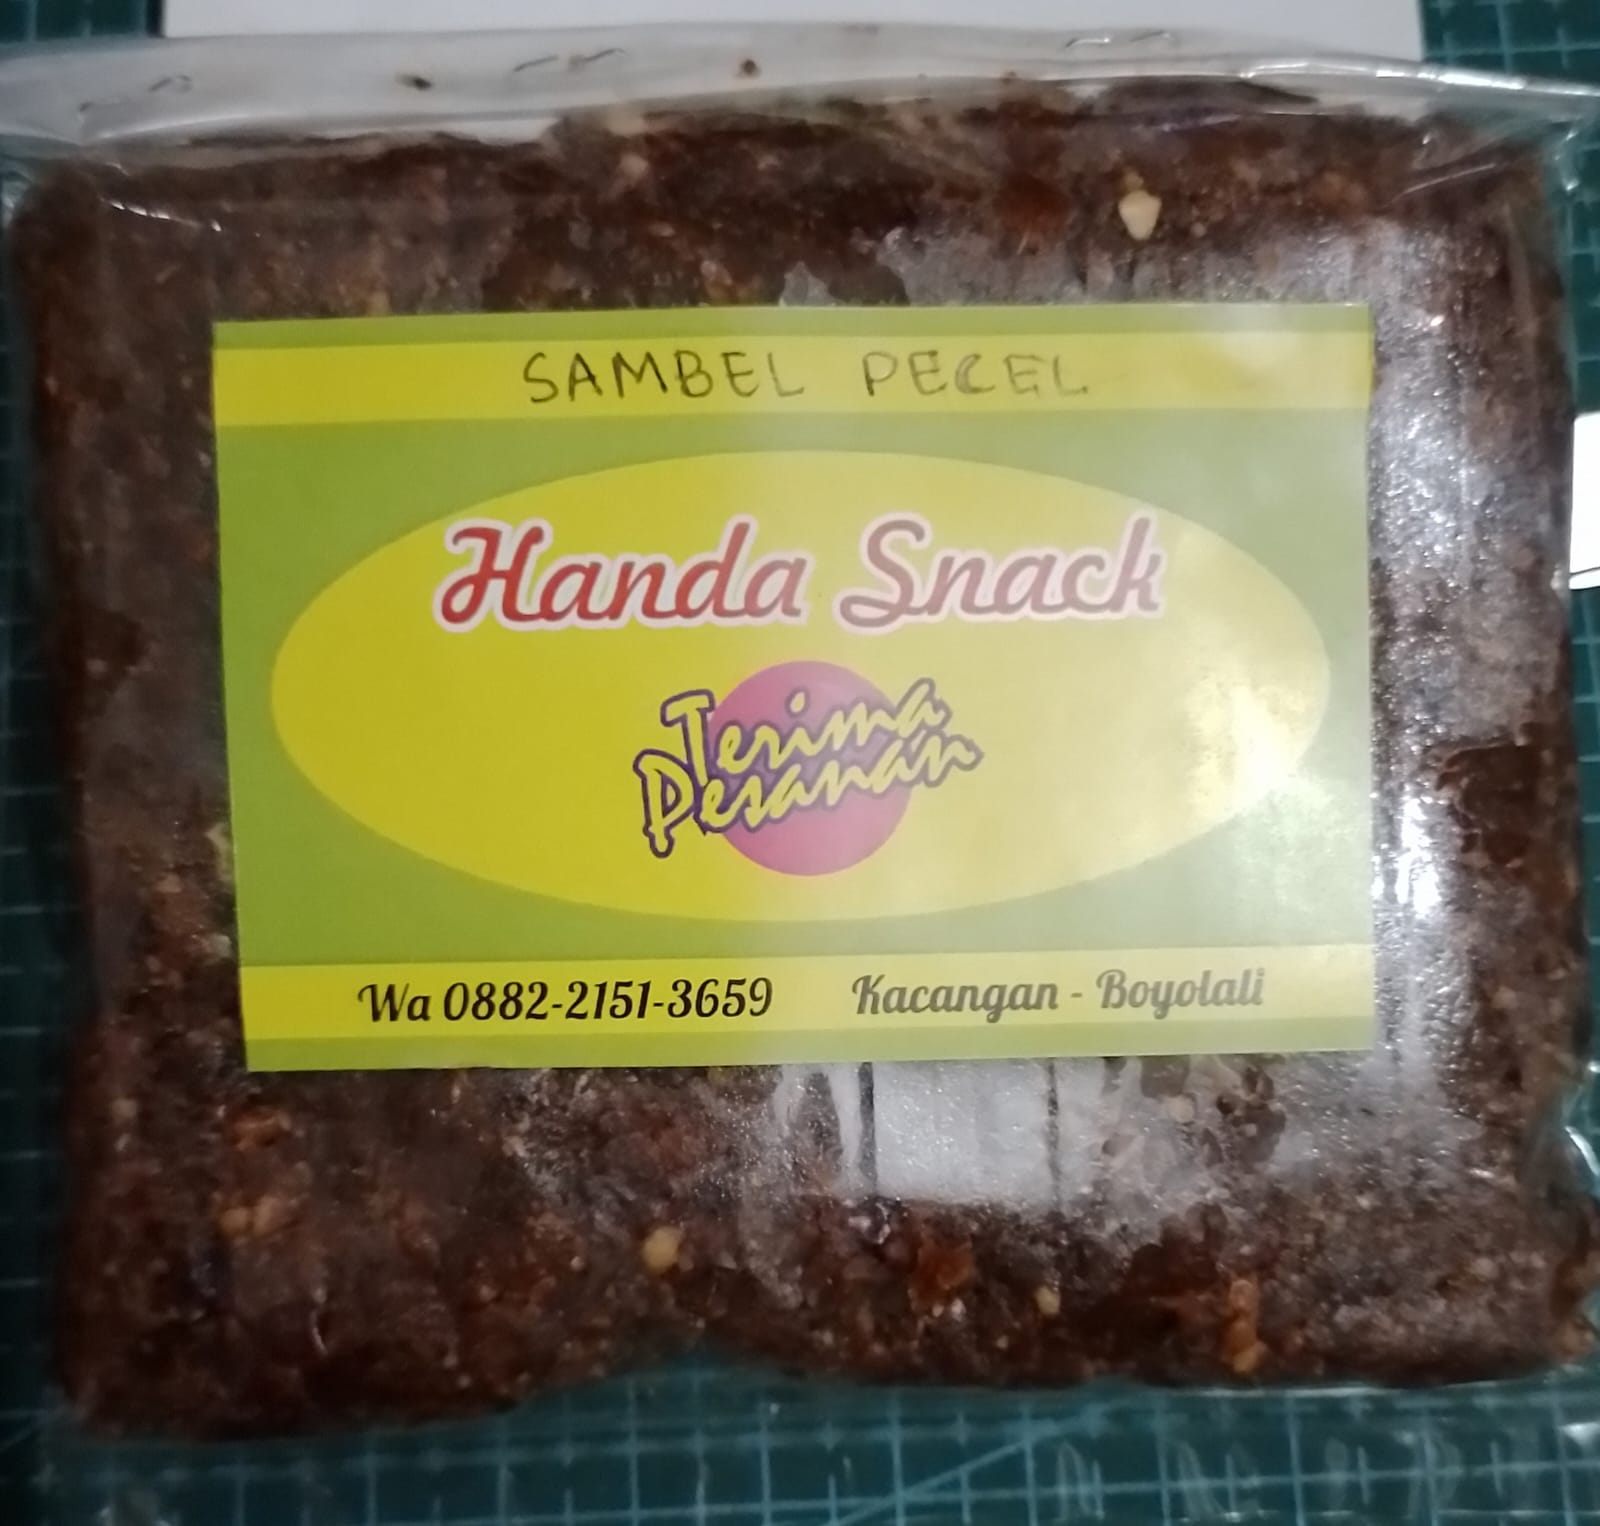 SAMBEL PECEL
Handa Snack
Terima
Pesanan
Wa 0882-2151-3659 Kacangan - Boyolali